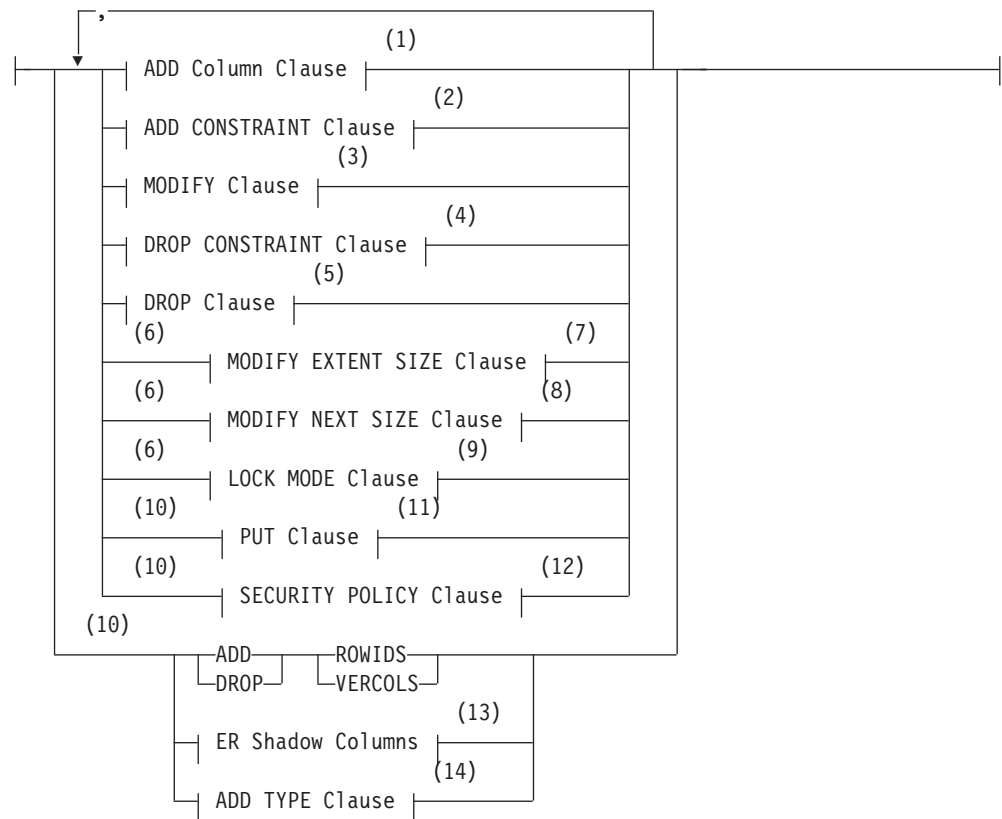 ,
(1)
ADD Column Clause
(2)
ADD CONSTRAINT Clause
(3)
MODIFY Clause
(4)
DROP CONSTRAINT Clause
(5)
DROP Clause
(6) (7)
MODIFY EXTENT SIZE Clause
(6) (8)
MODIFY NEXT SIZE Clause
(6) (9)
LOCK MODE Clause
(10) (11)
PUT Clause
(10) (12)
SECURITY POLICY Clause
(10)
ADD ROWIDS
DROP VERCOLS
(13)
ER Shadow Columns
(14)
ADD TYPE Clause